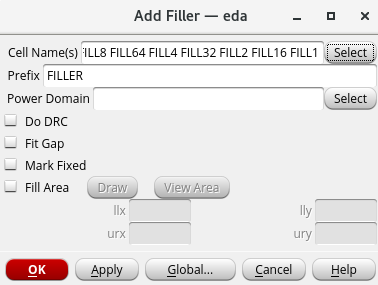 Add Filler — eda
Cell Name(s) FILL8 FILL64 FILL4 FILL32 FILL2 FILL16 FILL1 Select
Prefix FILLER
Power Domain Select
Do DRC
Fit Gap
Mark Fixed
Fill Area Draw View Area
llx lly
urx ury
OK Apply Global... Cancel Help